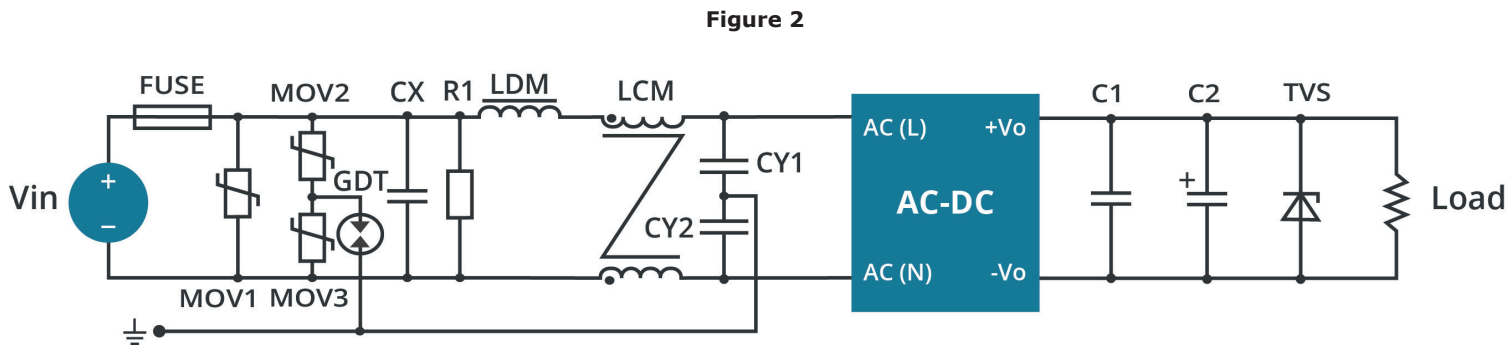 Figure 2
FUSE
MOV2
CX
R1
LDM
LCM
C1
C2
TVS
AC (L)
+Vo
GDT
CY1
Vin
+
−
AC-DC
+
Load
CY2
AC (N)
-Vo
MOV1
MOV3